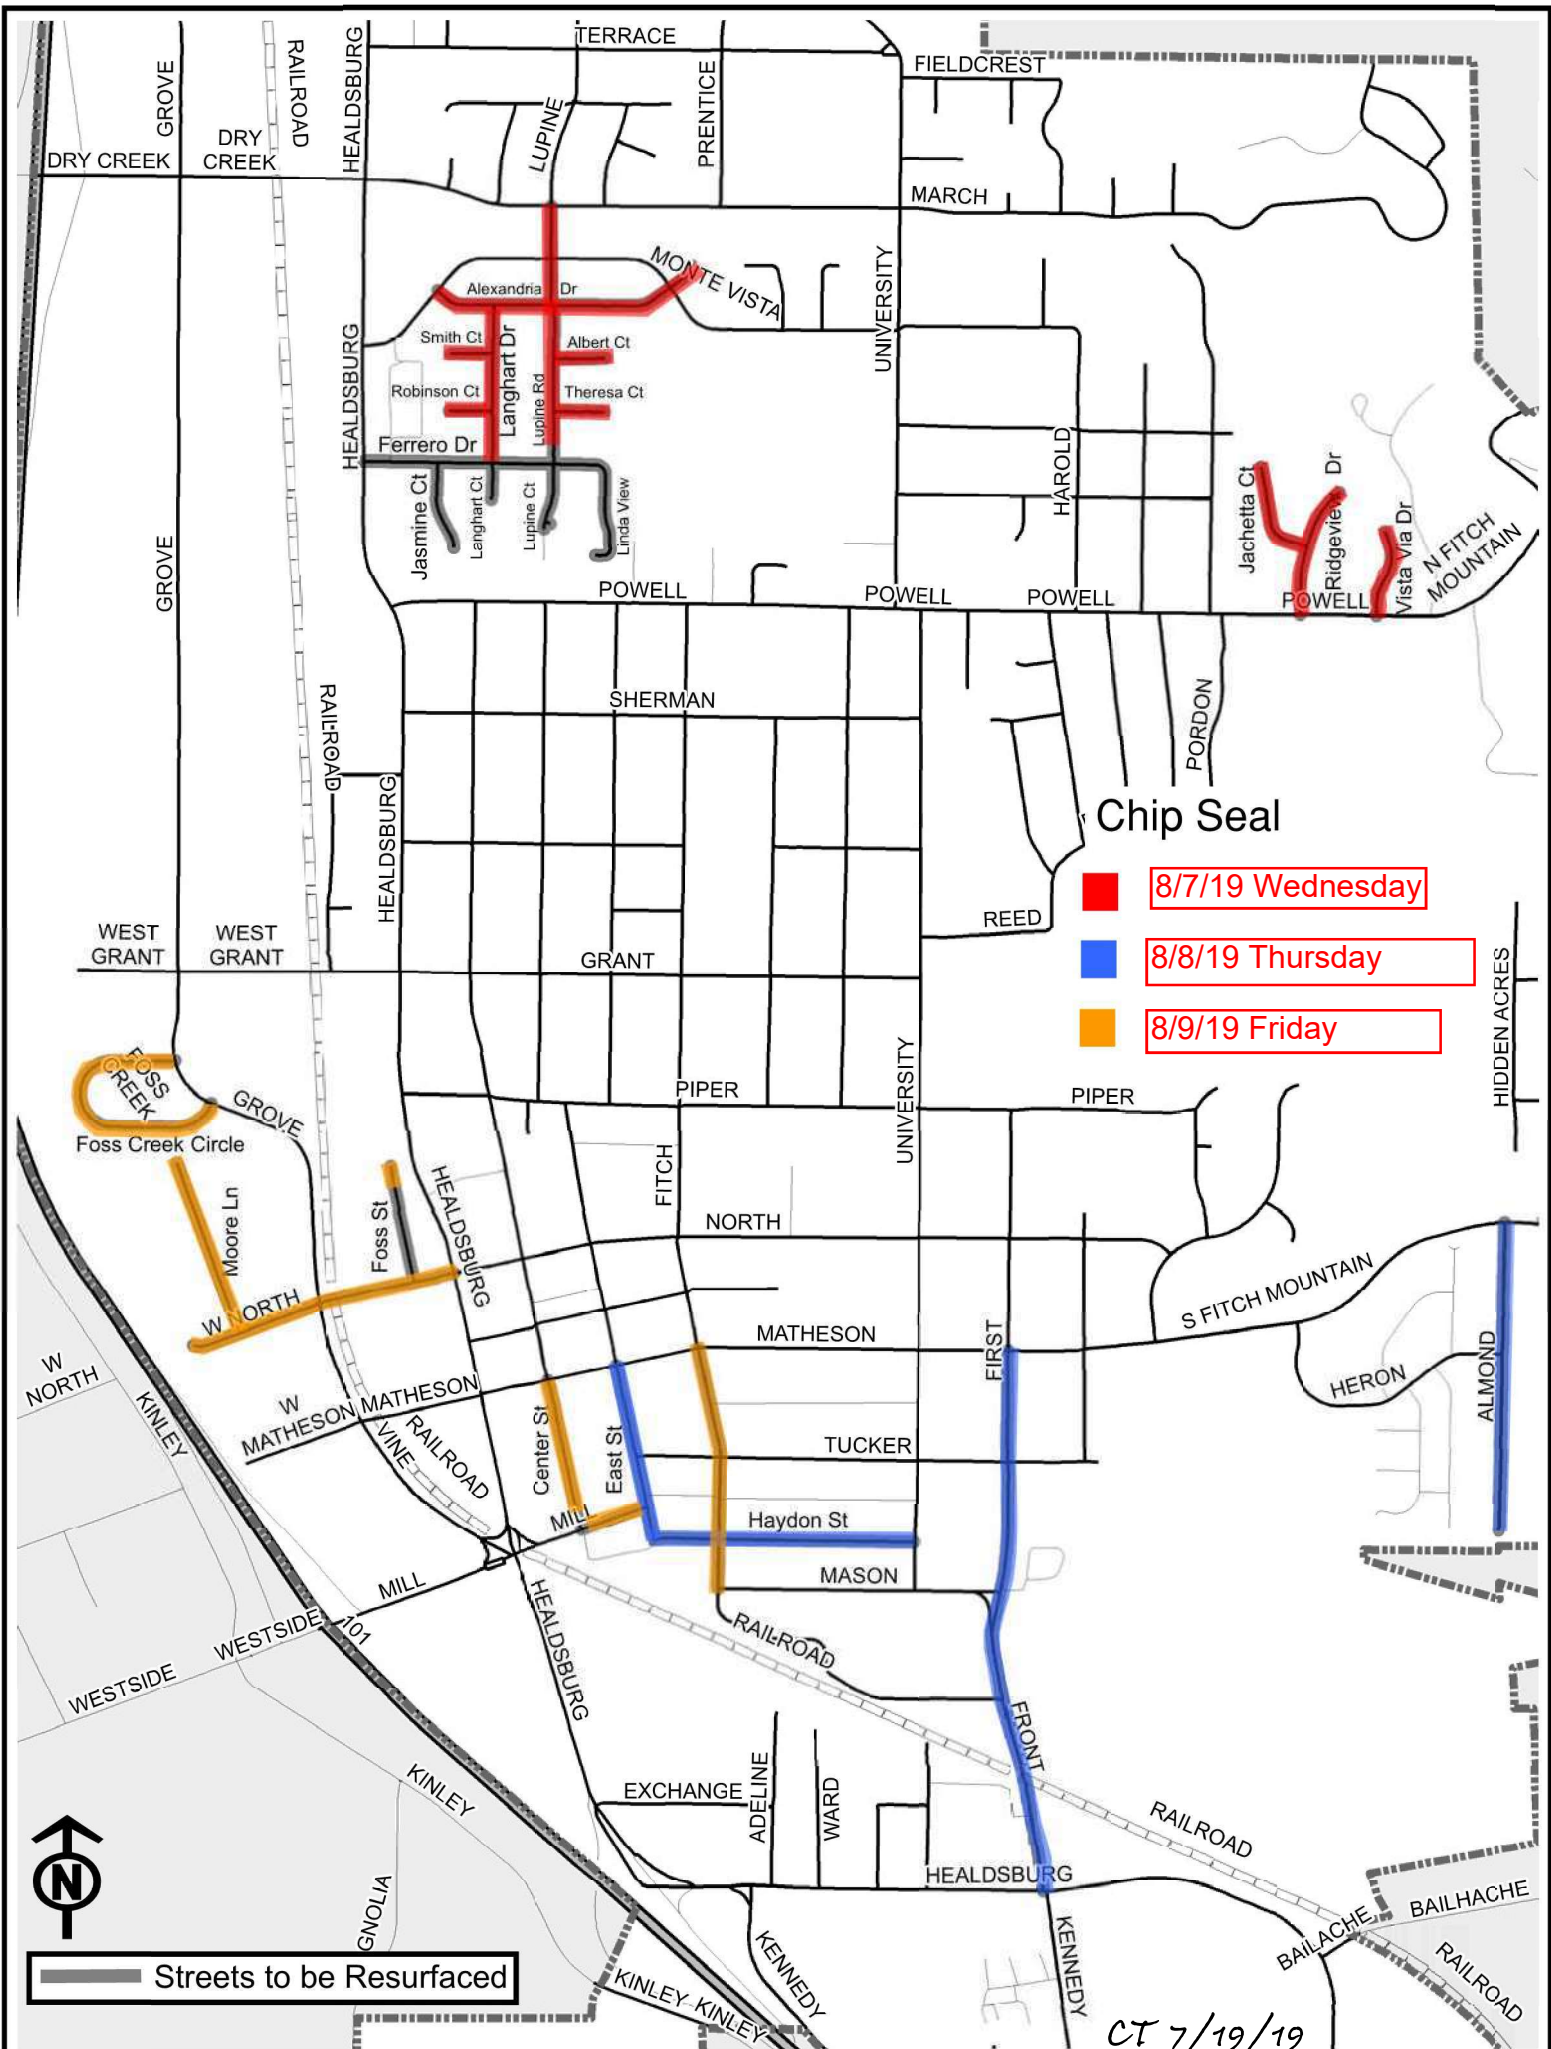 TERRACE
FIELDCREST
HEALDSBURG
RAILROAD
GROVE
PRENTICE
LUPINE
DRY CREEK
DRY
CREEK
MARCH
MONTE VISTA
UNIVERSITY
Alexandria Dr
Smith Ct
Langhart Dr
Albert Ct
HEALDSBURG
Robinson Ct
Lupine Rd
Theresa Ct
Ferrero Dr
HAROLD
Jasmine Ct
Langhart Ct
Lupine Ct
Linda View
Jachetta Ct
Ridgeview Dr
Vista Via Dr
N FITCH
MOUNTAIN
GROVE
POWELL
POWELL
POWELL
POWELL
SHERMAN
PORDON
RAILROAD
HEALDSBURG
Chip Seal
8/7/19 Wednesday
8/8/19 Thursday
8/9/19 Friday
REED
WEST
GRANT
WEST
GRANT
GRANT
HIDDEN ACRES
FOSS
CREEK
GROVE
PIPER
UNIVERSITY
PIPER
Foss Creek Circle
FITCH
Moore Ln
Foss St
HEALDSBURG
NORTH
W NORTH
S FITCH MOUNTAIN
MATHESON
FIRST
HERON
ALMOND
W
NORTH
KINLEY
W
MATHESON
MATHESON
VINE
RAILROAD
Center St
East St
TUCKER
MILL
Haydon St
MASON
MILL
HEALDSBURG
RAILROAD
WESTSIDE
101
WESTSIDE
FRONT
KINLEY
EXCHANGE
ADELINE
WARD
RAILROAD
HEALDSBURG
N
GNOLIA
KENNEDY
KENNEDY
BAILACHE
BAILHACHE
RAILROAD
Streets to be Resurfaced
KINLEY
KINLEY
CT 7/19/19